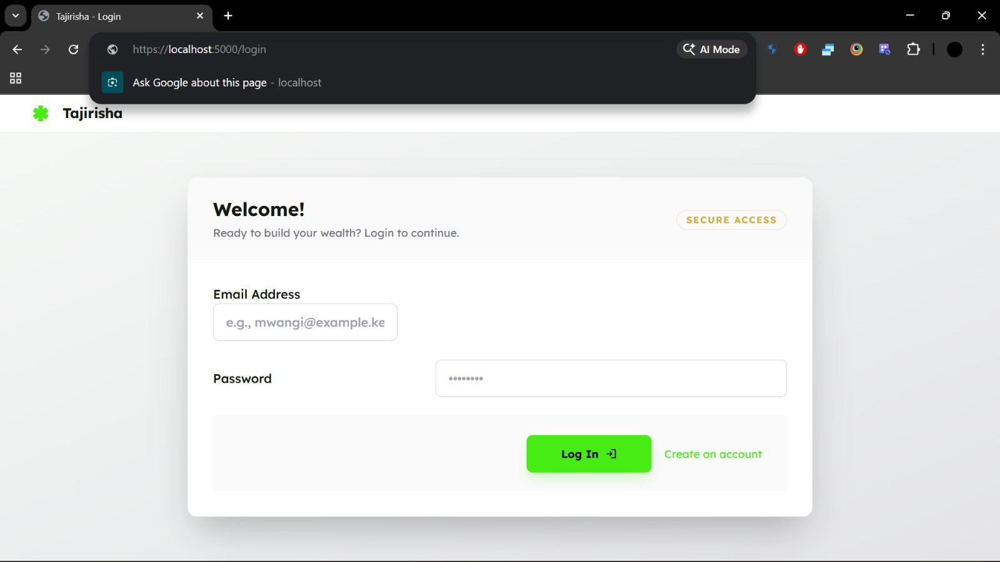 Tajirisha - Login
https://localhost:5000/login
AI Mode
Ask Google about this page - localhost
Tajirisha
Welcome!
Ready to build your wealth? Login to continue.
SECURE ACCESS
Email Address
e.g., mwangi@example.ke
Password
••••••••
Log In
Create an account